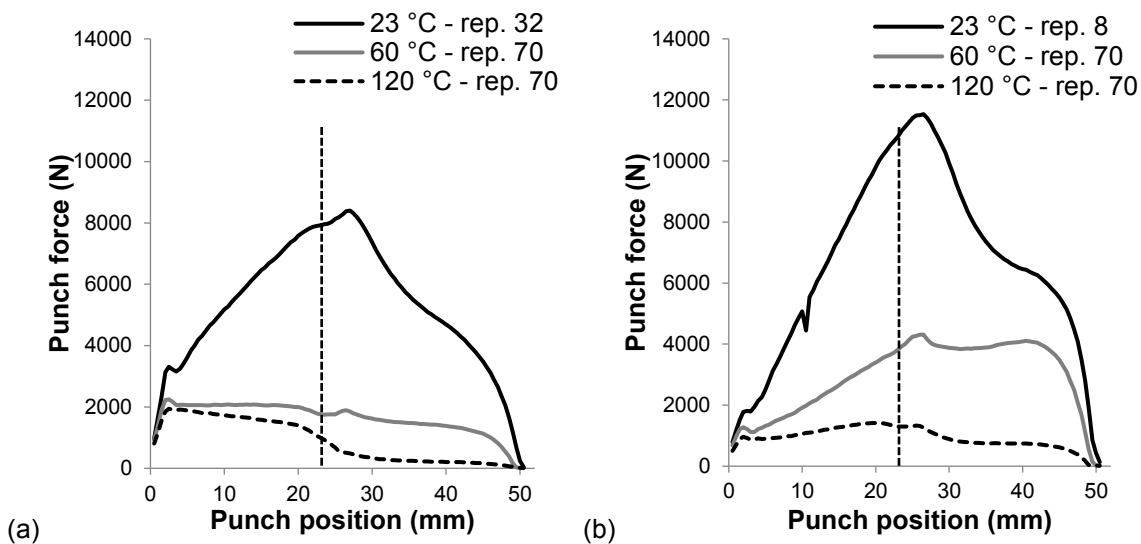 23 °C - rep. 32
60 °C - rep. 70
120 °C - rep. 70
14000
12000
10000
8000
6000
4000
2000
0
Punch force (N)
0 10 20 30 40 50
Punch position (mm)
(a)
23 °C - rep. 8
60 °C - rep. 70
120 °C - rep. 70
14000
12000
10000
8000
6000
4000
2000
0
Punch force (N)
0 10 20 30 40 50
Punch position (mm)
(b)